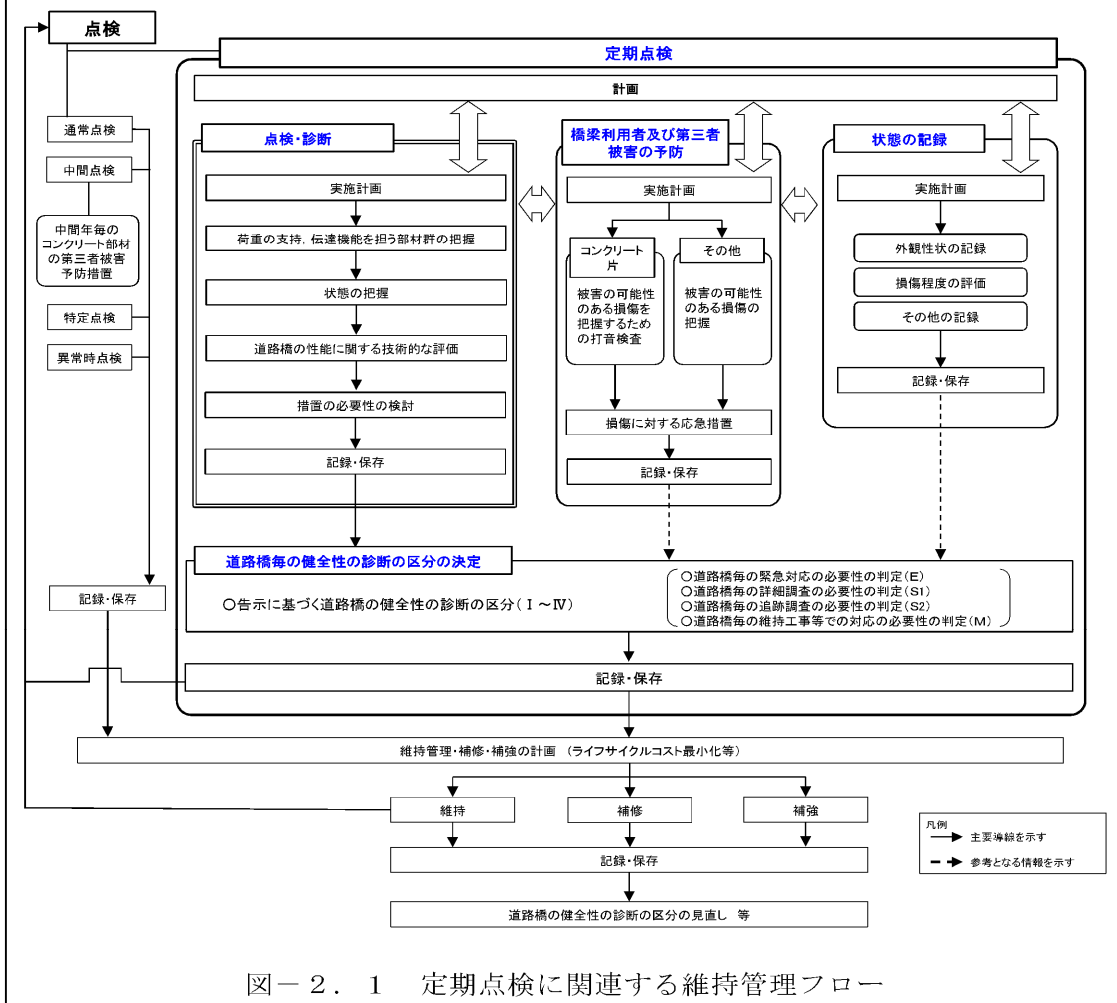 点検
定期点検
計画
通常点検
中間点検
中間年毎の
コンクリート部材
の第三者被害
予防措置
特定点検
異常時点検
記録・保存
点検・診断
実施計画
荷重の支持，伝達機能を担う部材群の把握
状態の把握
道路橋の性能に関する技術的な評価
措置の必要性の検討
記録・保存
橋梁利用者及び第三者
被害の予防
実施計画
コンクリート
片
被害の可能性
のある損傷を
把握するため
の打音検査
その他
被害の可能性
のある損傷の
把握
損傷に対する応急措置
記録・保存
状態の記録
実施計画
外観性状の記録
損傷程度の評価
その他の記録
記録・保存
道路橋毎の健全性の診断の区分の決定
○告示に基づく道路橋の健全性の診断の区分（Ⅰ～Ⅳ）
○道路橋毎の緊急対応の必要性の判定（E）
○道路橋毎の詳細調査の必要性の判定（S1）
○道路橋毎の追跡調査の必要性の判定（S2）
○道路橋毎の維持工事等での対応の必要性の判定（M）
記録・保存
維持管理・補修・補強の計画　（ライフサイクルコスト最小化等）
維持
補修
補強
記録・保存
道路橋の健全性の診断の区分の見直し　等
凡例
主要導線を示す
参考となる情報を示す
図－２．１　定期点検に関連する維持管理フロー